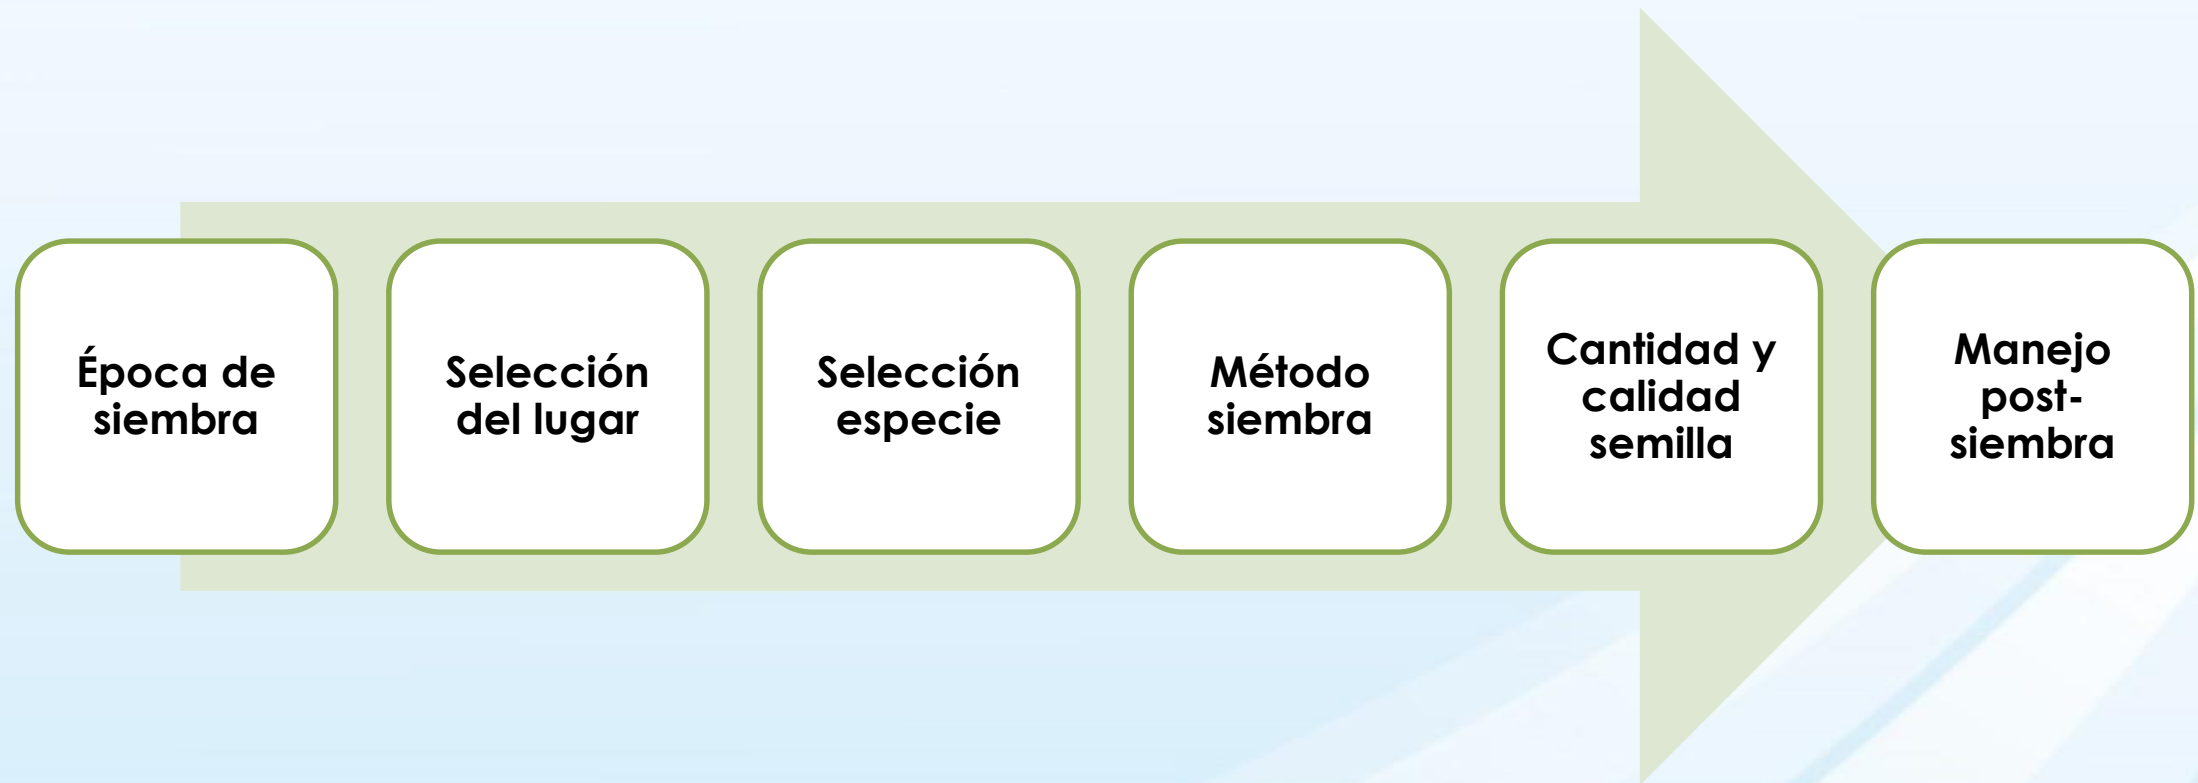 Época de
siembra
Selección
del lugar
Selección
especie
Método
siembra
Cantidad y
calidad
semilla
Manejo
post-
siembra